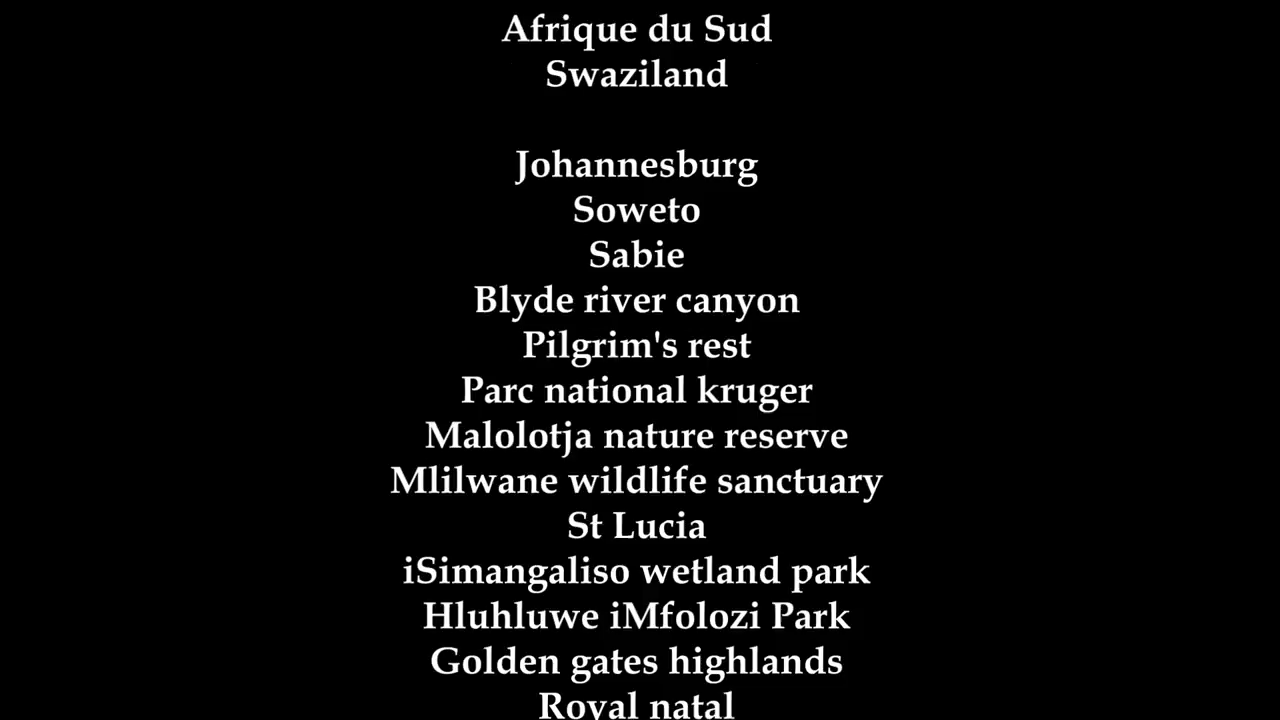 Afrique du Sud
Swaziland
Johannesburg
Soweto
Sabie
Blyde river canyon
Pilgrim's rest
Parc national kruger
Malolotja nature reserve
Mlilwane wildlife sanctuary
St Lucia
iSimangaliso wetland park
Hluhluwe iMfolozi Park
Golden gates highlands
Royal natal